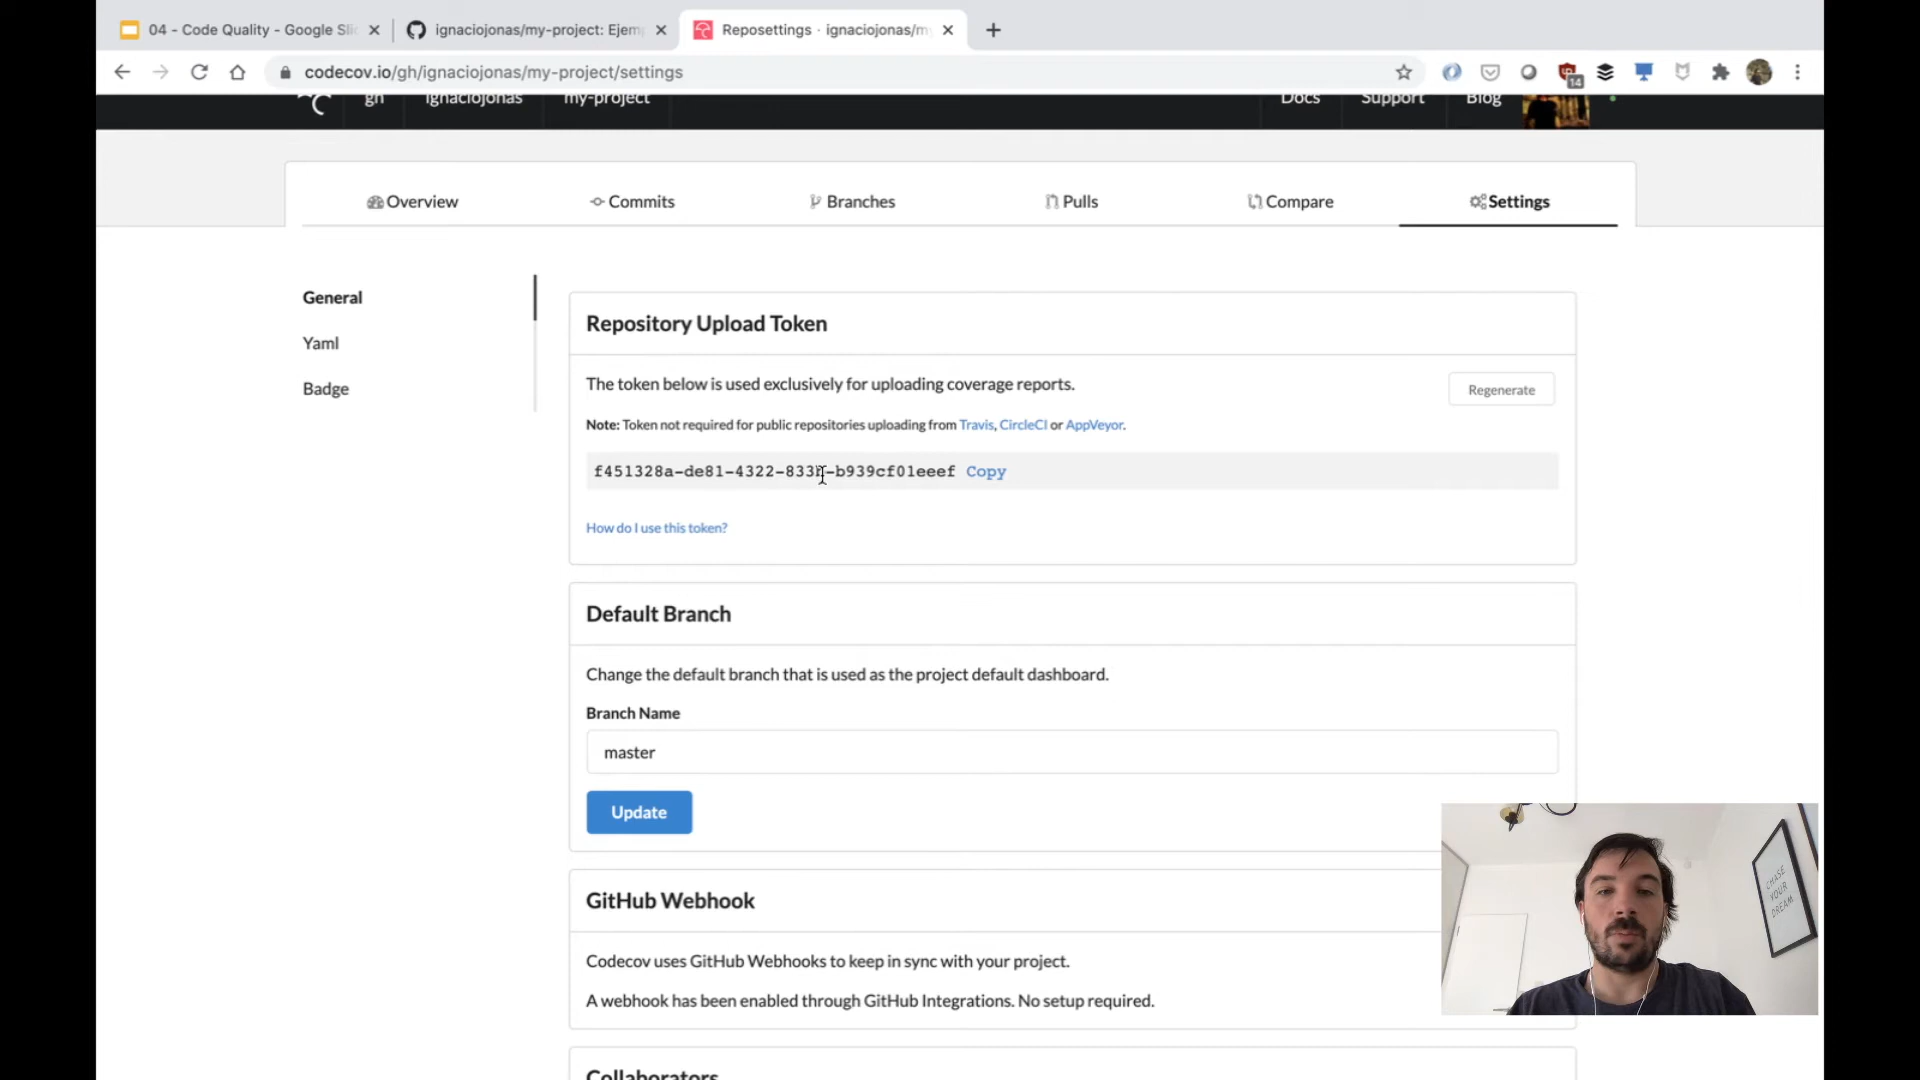 04 - Code Quality - Google Sli
ignaciojonas/my-project: Ejem
Reposettings · ignaciojonas/m
codecov.io/gh/ignaciojonas/my-project/settings
14
gh
ignaciojonas
my-project
Docs
Support
Blog
Overview
Commits
Branches
Pulls
Compare
Settings
General
Yaml
Badge
Repository Upload Token
The token below is used exclusively for uploading coverage reports.
Regenerate
Note: Token not required for public repositories uploading from Travis, CircleCI or AppVeyor.
Copy
How do I use this token?
Default Branch
Change the default branch that is used as the project default dashboard.
Branch Name
master
Update
GitHub Webhook
Codecov uses GitHub Webhooks to keep in sync with your project.
A webhook has been enabled through GitHub Integrations. No setup required.
Collaborators
CHASE
YOUR
DREAM